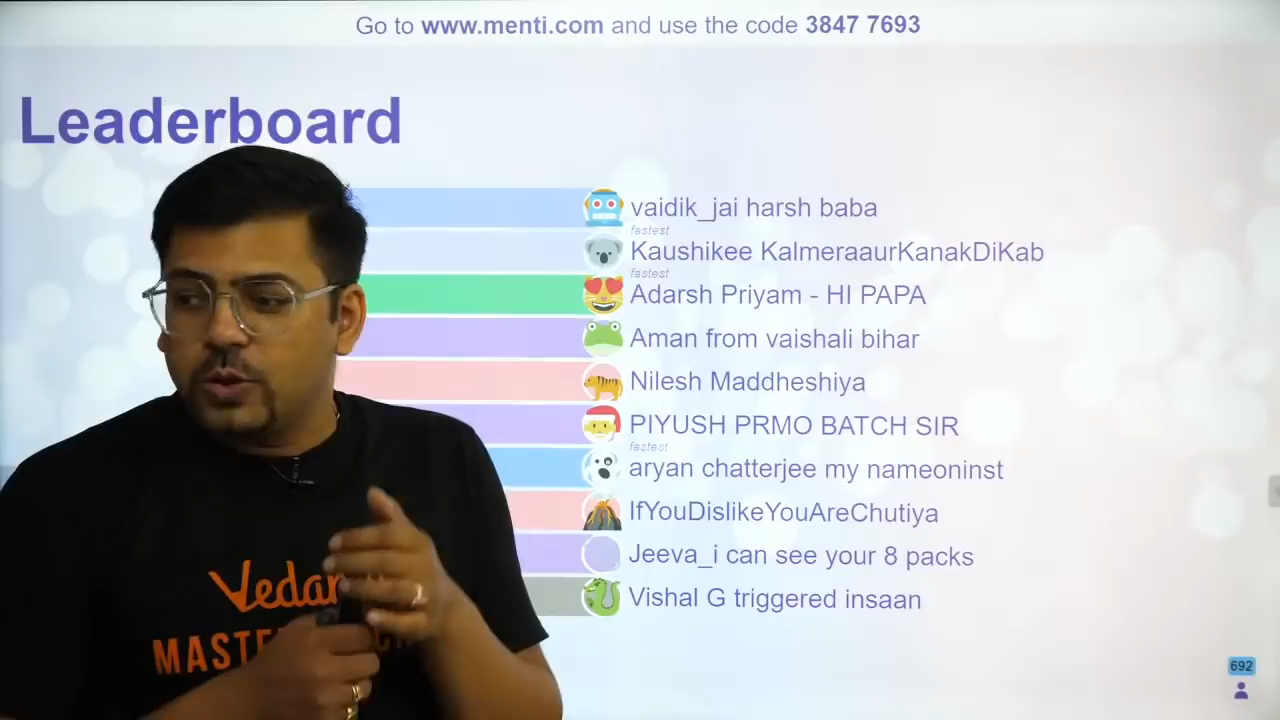 Go to www.menti.com and use the code 3847 7693
Leaderboard
vaidik_jai harsh baba
fastest
Kaushikee KalmeraaurKanakDiKab
fastest
Adarsh Priyam - HI PAPA
Aman from vaishali bihar
Nilesh Maddheshiya
PIYUSH PRMO BATCH SIR
fastest
aryan chatterjee my nameoninst
IfYouDislikeYouAreChutiya
Jeeva_i can see your 8 packs
Vishal G triggered insaan
692